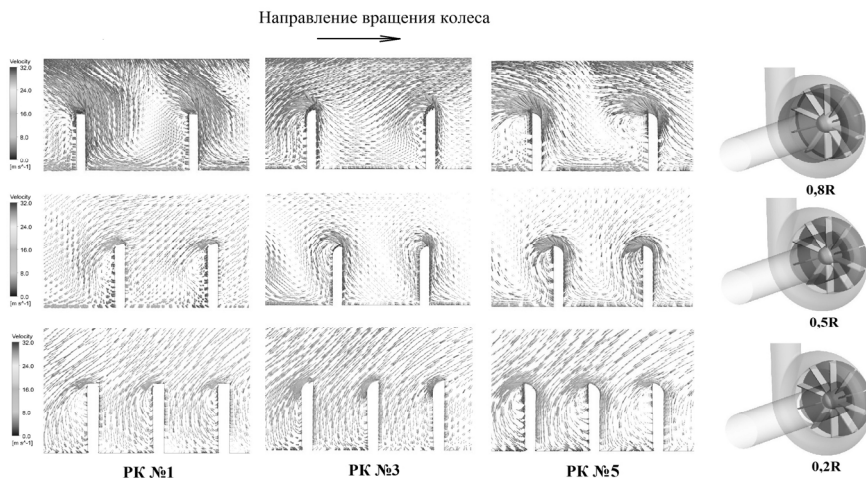 Направление вращения колеса
Velocity
32.0
24.0
16.0
8.0
0.0
[m s^-1]
0,8R
Velocity
32.0
24.0
16.0
8.0
0.0
[m s^-1]
0,5R
Velocity
32.0
24.0
16.0
8.0
0.0
[m s^-1]
0,2R
РК №1
РК №3
РК №5